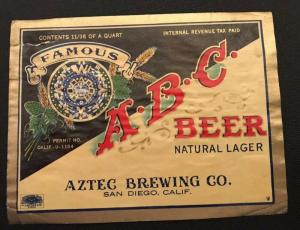 CONTENTS 11/16 OF A QUART
INTERNAL REVENUE TAX PAID
FAMOUS
A.B.C.
BEER
NATURAL LAGER
PERMIT NO.
CALIF-U-1104
AZTEC BREWING CO.
SAN DIEGO, CALIF.